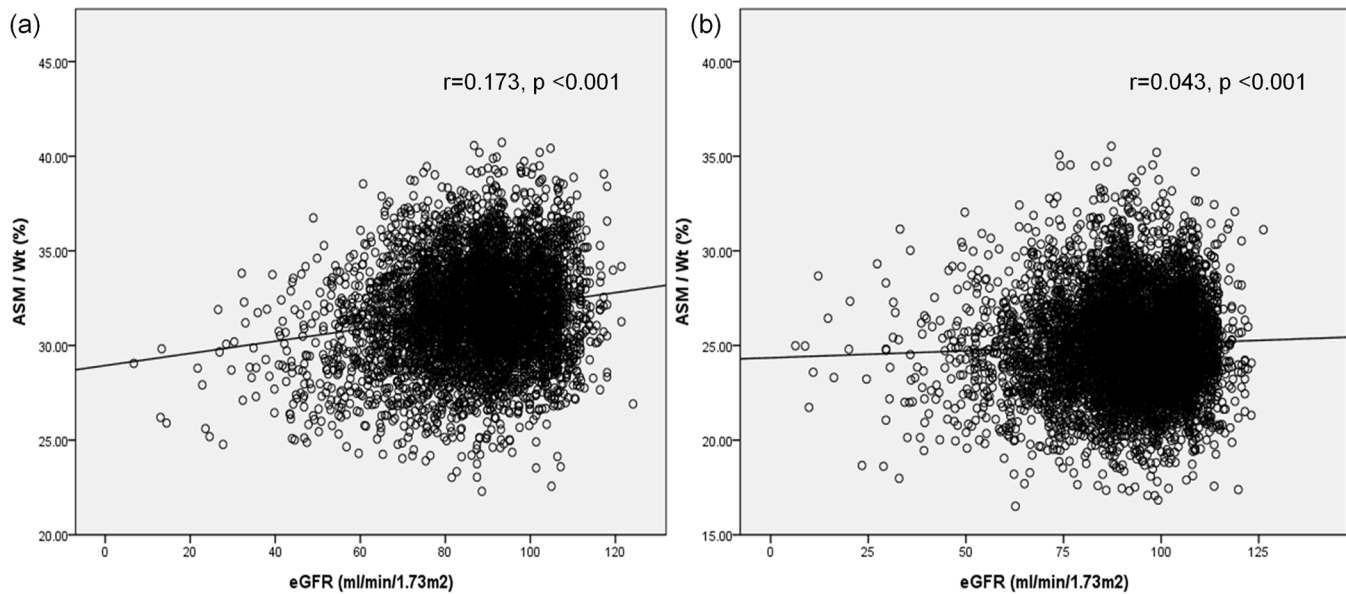 (a)
r=0.173, p <0.001
45.00
40.00
35.00
30.00
25.00
20.00
ASM / Wt (%)
0 20 40 60 80 100 120
eGFR (ml/min/1.73m2)
(b)
r=0.043, p <0.001
40.00
35.00
30.00
25.00
20.00
15.00
ASM / Wt (%)
0 25 50 75 100 125
eGFR (ml/min/1.73m2)